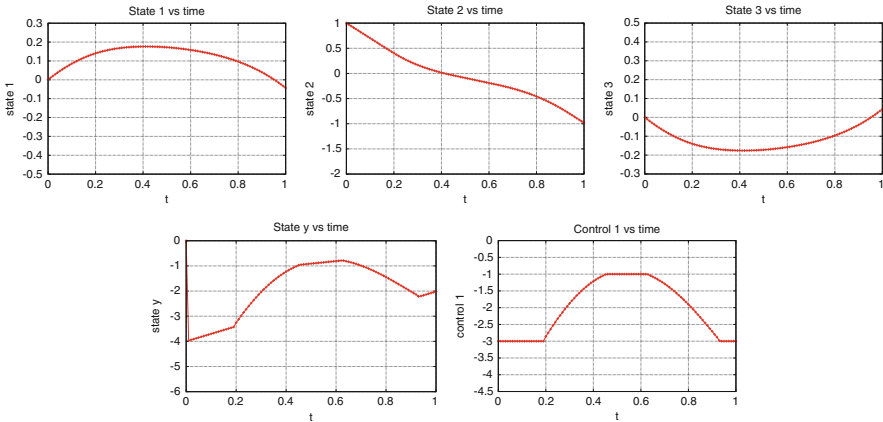 State 1 vs time
0.3
0.2
0.1
0
-0.1
-0.2
-0.3
-0.4
-0.5
state 1
0 0.2 0.4 0.6 0.8 1
t
State 2 vs time
1
0.5
0
-0.5
-1
-1.5
-2
state 2
0 0.2 0.4 0.6 0.8 1
t
State 3 vs time
0.5
0.4
0.3
0.2
0.1
0
-0.1
-0.2
-0.3
state 3
0 0.2 0.4 0.6 0.8 1
t
State y vs time
0
-1
-2
-3
-4
-5
-6
state y
0 0.2 0.4 0.6 0.8 1
t
Control 1 vs time
0
-0.5
-1
-1.5
-2
-2.5
-3
-3.5
-4
-4.5
control 1
0 0.2 0.4 0.6 0.8 1
t